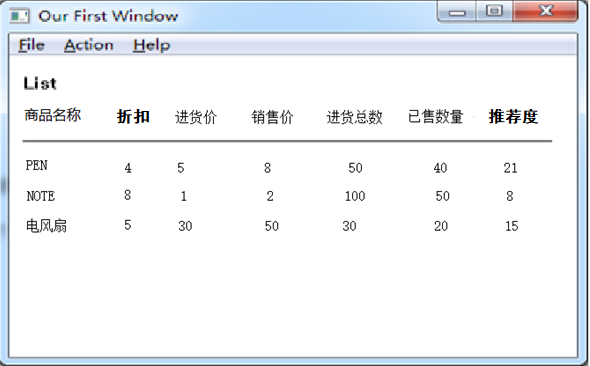 Our First Window
File Action Help
List
商品名称 折扣 进货价 销售价 进货总数 已售数量 推荐度
PEN 4 5 8 50 40 21
NOTE 8 1 2 100 50 8
电风扇 5 30 50 30 20 15